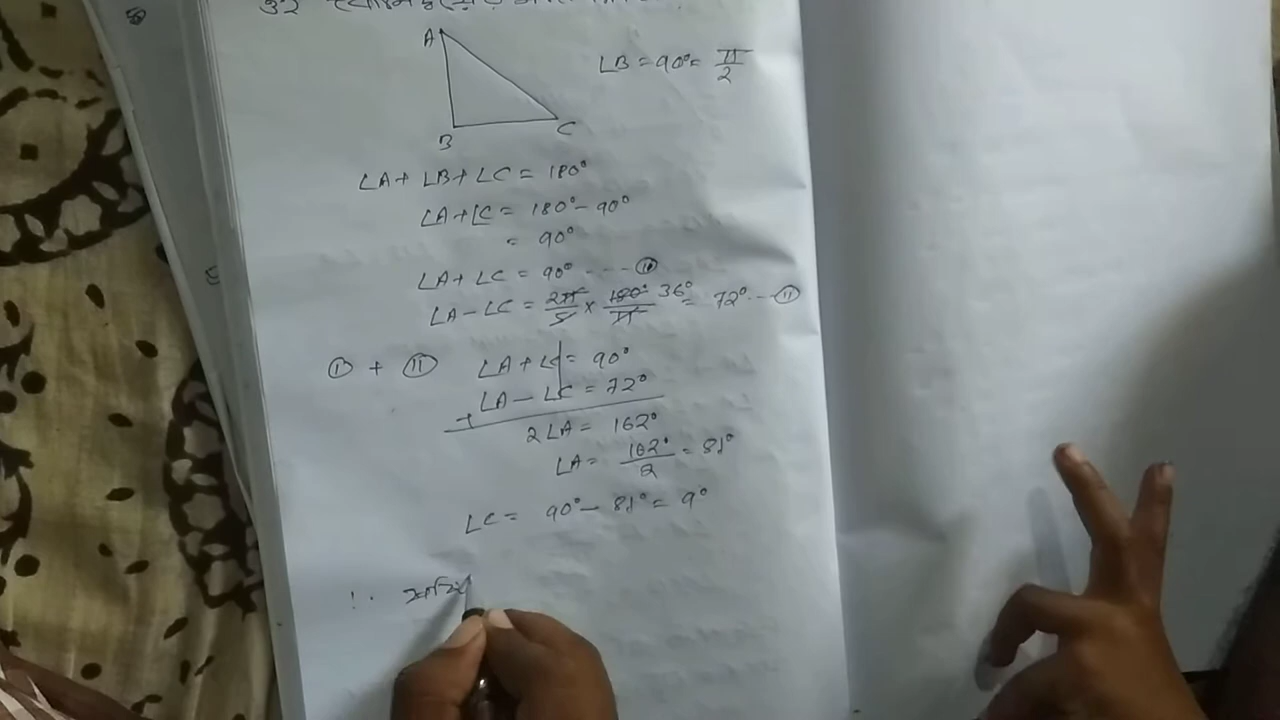 A
∠B = 90° = π/2
B
C
∠A + ∠B + ∠C = 180°
∠A + ∠C = 180° - 90°
= 90°
∠A + ∠C = 90° ----
∠A - ∠C = 2π/5 × 180°/π 36° = 72° --- (II)
(I) + (II) ∠A + ∠C = 90°
+ ∠A - ∠C = 72°
2∠A = 162°
∠A = 162°/2 = 81°
∠C = 90° - 81° = 9°